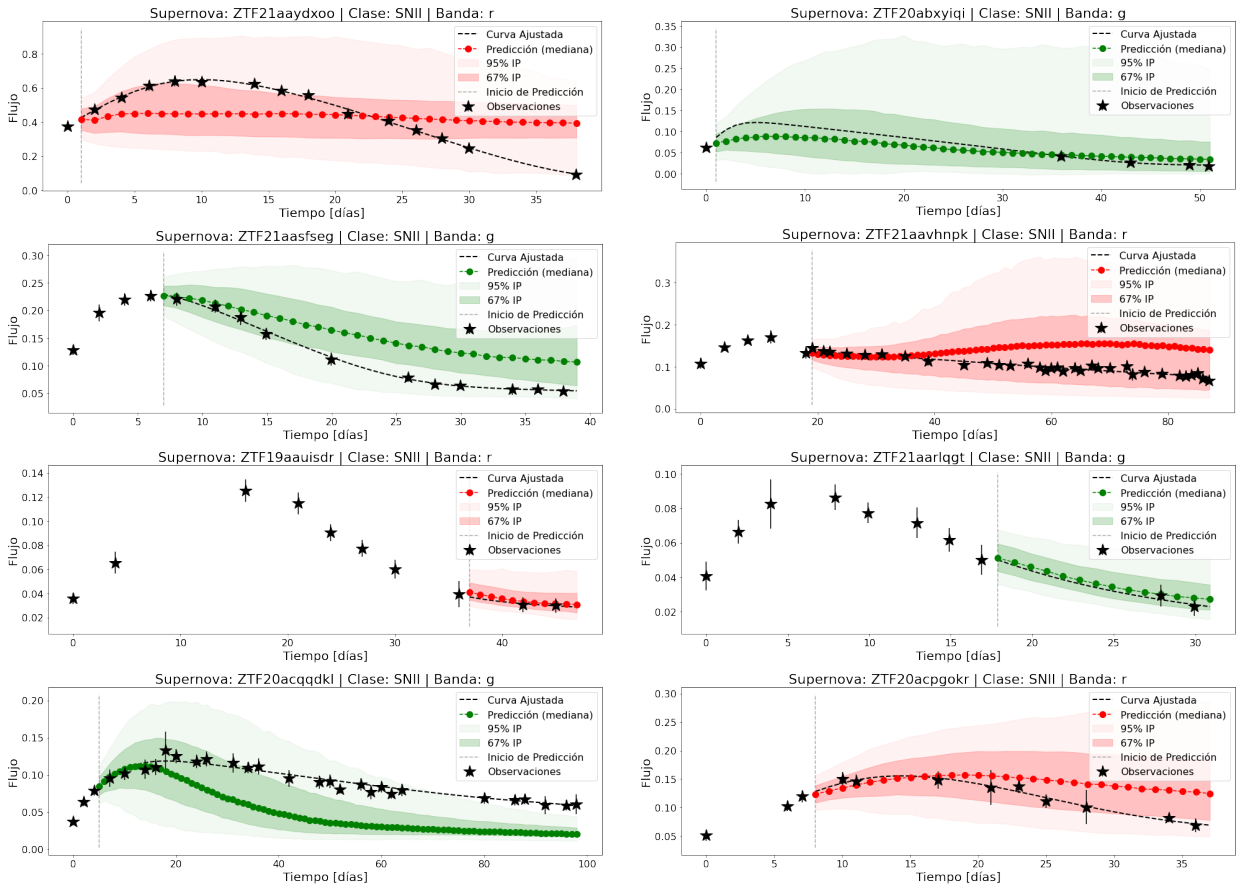 Supernova: ZTF21aaydxoo | Clase: SNII | Banda: r
Flujo
0.8
0.6
0.4
0.2
0.0
0 5 10 15 20 25 30 35
Tiempo [días]
Curva Ajustada
Predicción (mediana)
95% IP
67% IP
Inicio de Predicción
Observaciones
Supernova: ZTF20abxyiqi | Clase: SNII | Banda: g
Flujo
0.35
0.30
0.25
0.20
0.15
0.10
0.05
0.00
0 10 20 30 40 50
Tiempo [días]
Curva Ajustada
Predicción (mediana)
95% IP
67% IP
Inicio de Predicción
Observaciones
Supernova: ZTF21aasfseg | Clase: SNII | Banda: g
Flujo
0.30
0.25
0.20
0.15
0.10
0.05
0 5 10 15 20 25 30 35 40
Tiempo [días]
Curva Ajustada
Predicción (mediana)
95% IP
67% IP
Inicio de Predicción
Observaciones
Supernova: ZTF21aavhnpk | Clase: SNII | Banda: r
Flujo
0.3
0.2
0.1
0.0
0 20 40 60 80
Tiempo [días]
Curva Ajustada
Predicción (mediana)
95% IP
67% IP
Inicio de Predicción
Observaciones
Supernova: ZTF19aauisdr | Clase: SNII | Banda: r
Flujo
0.14
0.12
0.10
0.08
0.06
0.04
0.02
0 10 20 30 40
Tiempo [días]
Curva Ajustada
Predicción (mediana)
95% IP
67% IP
Inicio de Predicción
Observaciones
Supernova: ZTF21aarlqgt | Clase: SNII | Banda: g
Flujo
0.10
0.08
0.06
0.04
0.02
0 5 10 15 20 25 30
Tiempo [días]
Curva Ajustada
Predicción (mediana)
95% IP
67% IP
Inicio de Predicción
Observaciones
Supernova: ZTF20acqqdkl | Clase: SNII | Banda: g
Flujo
0.20
0.15
0.10
0.05
0.00
0 20 40 60 80 100
Tiempo [días]
Curva Ajustada
Predicción (mediana)
95% IP
67% IP
Inicio de Predicción
Observaciones
Supernova: ZTF20acpgokr | Clase: SNII | Banda: r
Flujo
0.30
0.25
0.20
0.15
0.10
0.05
0 5 10 15 20 25 30 35
Tiempo [días]
Curva Ajustada
Predicción (mediana)
95% IP
67% IP
Inicio de Predicción
Observaciones